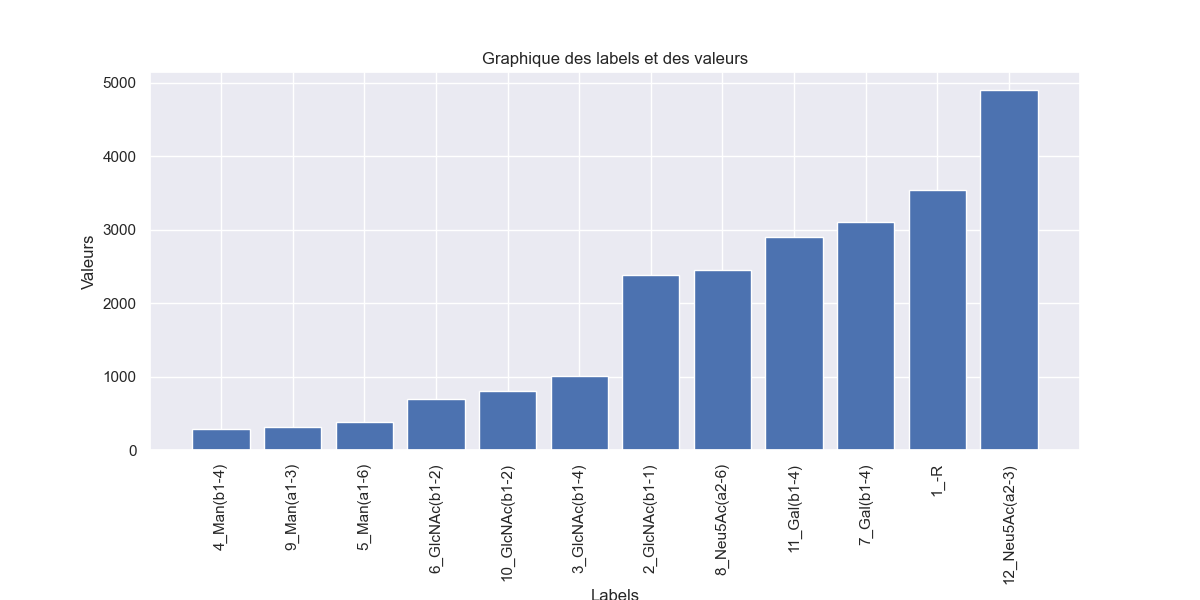 Graphique des labels et des valeurs
5000
4000
3000
2000
1000
0
Valeurs
4_Man(b1-4)
9_Man(a1-3)
5_Man(a1-6)
6_GlcNAc(b1-2)
10_GlcNAc(b1-2)
3_GlcNAc(b1-4)
2_GlcNAc(b1-1)
8_Neu5Ac(a2-6)
11_Gal(b1-4)
7_Gal(b1-4)
1_-R
12_Neu5Ac(a2-3)
Labels